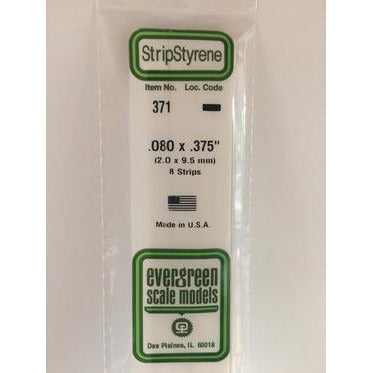 StripStyrene
Item No. Loc. Code
371
.080 x .375"
(2.0 x 9.5 mm)
8 Strips
Made in U.S.A.
evergreen
scale models
Des Plaines, IL 60018